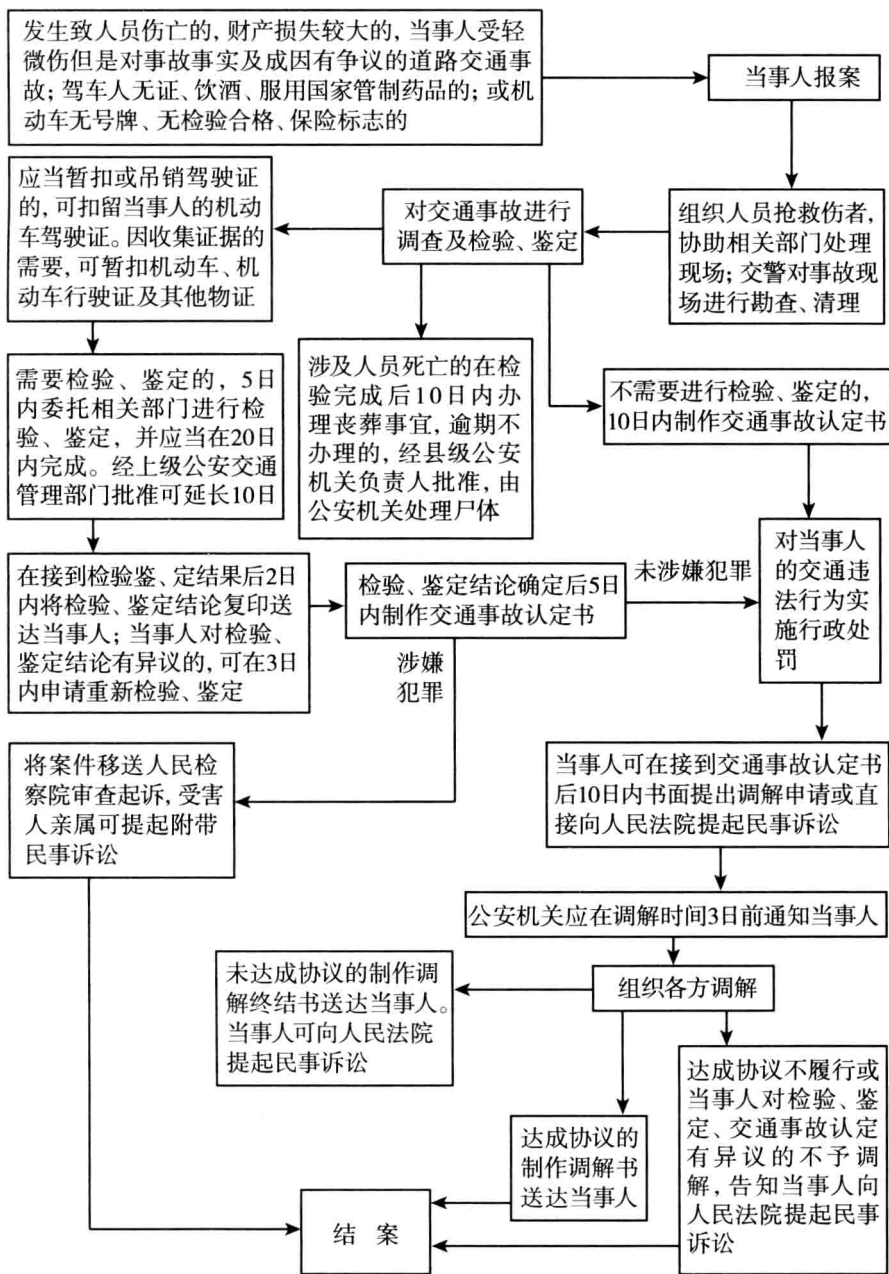 发生致人员伤亡的，财产损失较大的，当事人受轻
微伤但是对事故事实及成因有争议的道路交通事
故；驾车人无证、饮酒、服用国家管制药品的；或机
动车无号牌、无检验合格、保险标志的
当事人报案
应当暂扣或吊销驾驶证
的，可扣留当事人的机动
车驾驶证。因收集证据的
需要，可暂扣机动车、机
动车行驶证及其他物证
对交通事故进行
调查及检验、鉴定
组织人员抢救伤者，
协助相关部门处理
现场；交警对事故现
场进行勘查、清理
需要检验、鉴定的，5日
内委托相关部门进行检
验、鉴定，并应当在20日
内完成。经上级公安交通
管理部门批准可延长10日
涉及人员死亡的在检
验完成后10日内办
理丧葬事宜，逾期不
办理的，经县级公安
机关负责人批准，由
公安机关处理尸体
不需要进行检验、鉴定的，
10日内制作交通事故认定书
在接到检验鉴、定结果后2日
内将检验、鉴定结论复印送
达当事人；当事人对检验、
鉴定结论有异议的，可在3日
内申请重新检验、鉴定
检验、鉴定结论确定后5日
内制作交通事故认定书
未涉嫌犯罪
对当事人
的交通违
法行为实
施行政处
罚
涉嫌
犯罪
将案件移送人民检
察院审查起诉，受害
人亲属可提起附带
民事诉讼
当事人可在接到交通事故认定书
后10日内书面提出调解申请或直
接向人民法院提起民事诉讼
公安机关应在调解时间3日前通知当事人
未达成协议的制作调
解终结书送达当事人。
当事人可向人民法院
提起民事诉讼
组织各方调解
达成协议的
制作调解书
送达当事人
达成协议不履行或
当事人对检验、鉴
定、交通事故认定
有异议的不予调
解，告知当事人向
人民法院提起民事
诉讼
结 案